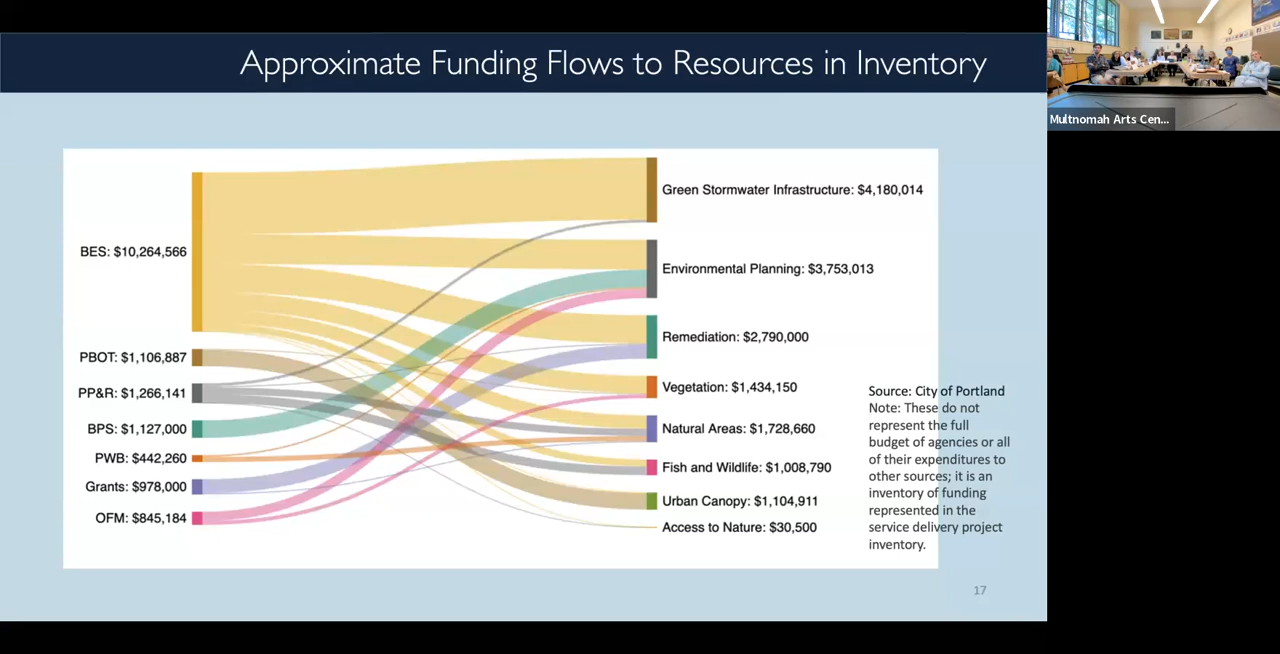 Approximate Funding Flows to Resources in Inventory
Multnomah Arts Cen...
BES: $10,264,566
PBOT: $1,106,887
PP&R: $1,266,141
BPS: $1,127,000
PWB: $442,260
Grants: $978,000
OFM: $845,184
Green Stormwater Infrastructure: $4,180,014
Environmental Planning: $3,753,013
Remediation: $2,790,000
Vegetation: $1,434,150
Natural Areas: $1,728,660
Fish and Wildlife: $1,008,790
Urban Canopy: $1,104,911
Access to Nature: $30,500
Source: City of Portland
Note: These do not
represent the full
budget of agencies or all
of their expenditures to
other sources; it is an
inventory of funding
represented in the
service delivery project
inventory.
17